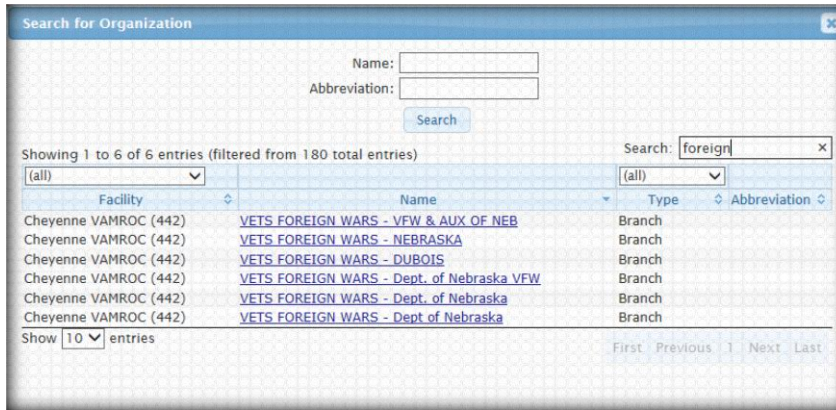 Search for Organization
Name:
Abbreviation:
Search
Showing 1 to 6 of 6 entries (filtered from 180 total entries) Search: foreign ×
(all) (all)
Facility Name Type Abbreviation
Cheyenne VAMROC (442) VETS FOREIGN WARS - VFW & AUX OF NEB Branch
Cheyenne VAMROC (442) VETS FOREIGN WARS - NEBRASKA Branch
Cheyenne VAMROC (442) VETS FOREIGN WARS - DUBOIS Branch
Cheyenne VAMROC (442) VETS FOREIGN WARS - Dept. of Nebraska VFW Branch
Cheyenne VAMROC (442) VETS FOREIGN WARS - Dept. of Nebraska Branch
Cheyenne VAMROC (442) VETS FOREIGN WARS - Dept of Nebraska Branch
Show 10 entries First Previous 1 Next Last